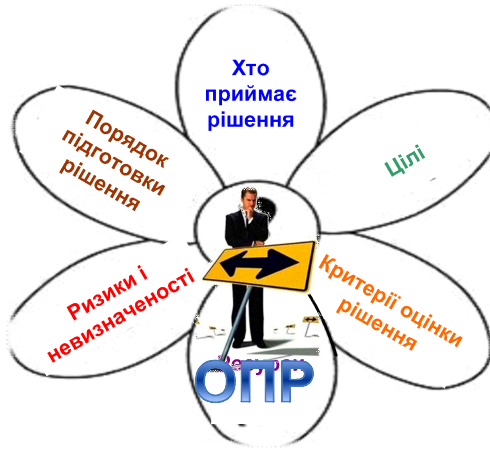 Хто
приймає
рішення
Цілі
Критерії оцінки
рішення
ОПР
Ризики і
невизначеності
Порядок
підготовки
рішення